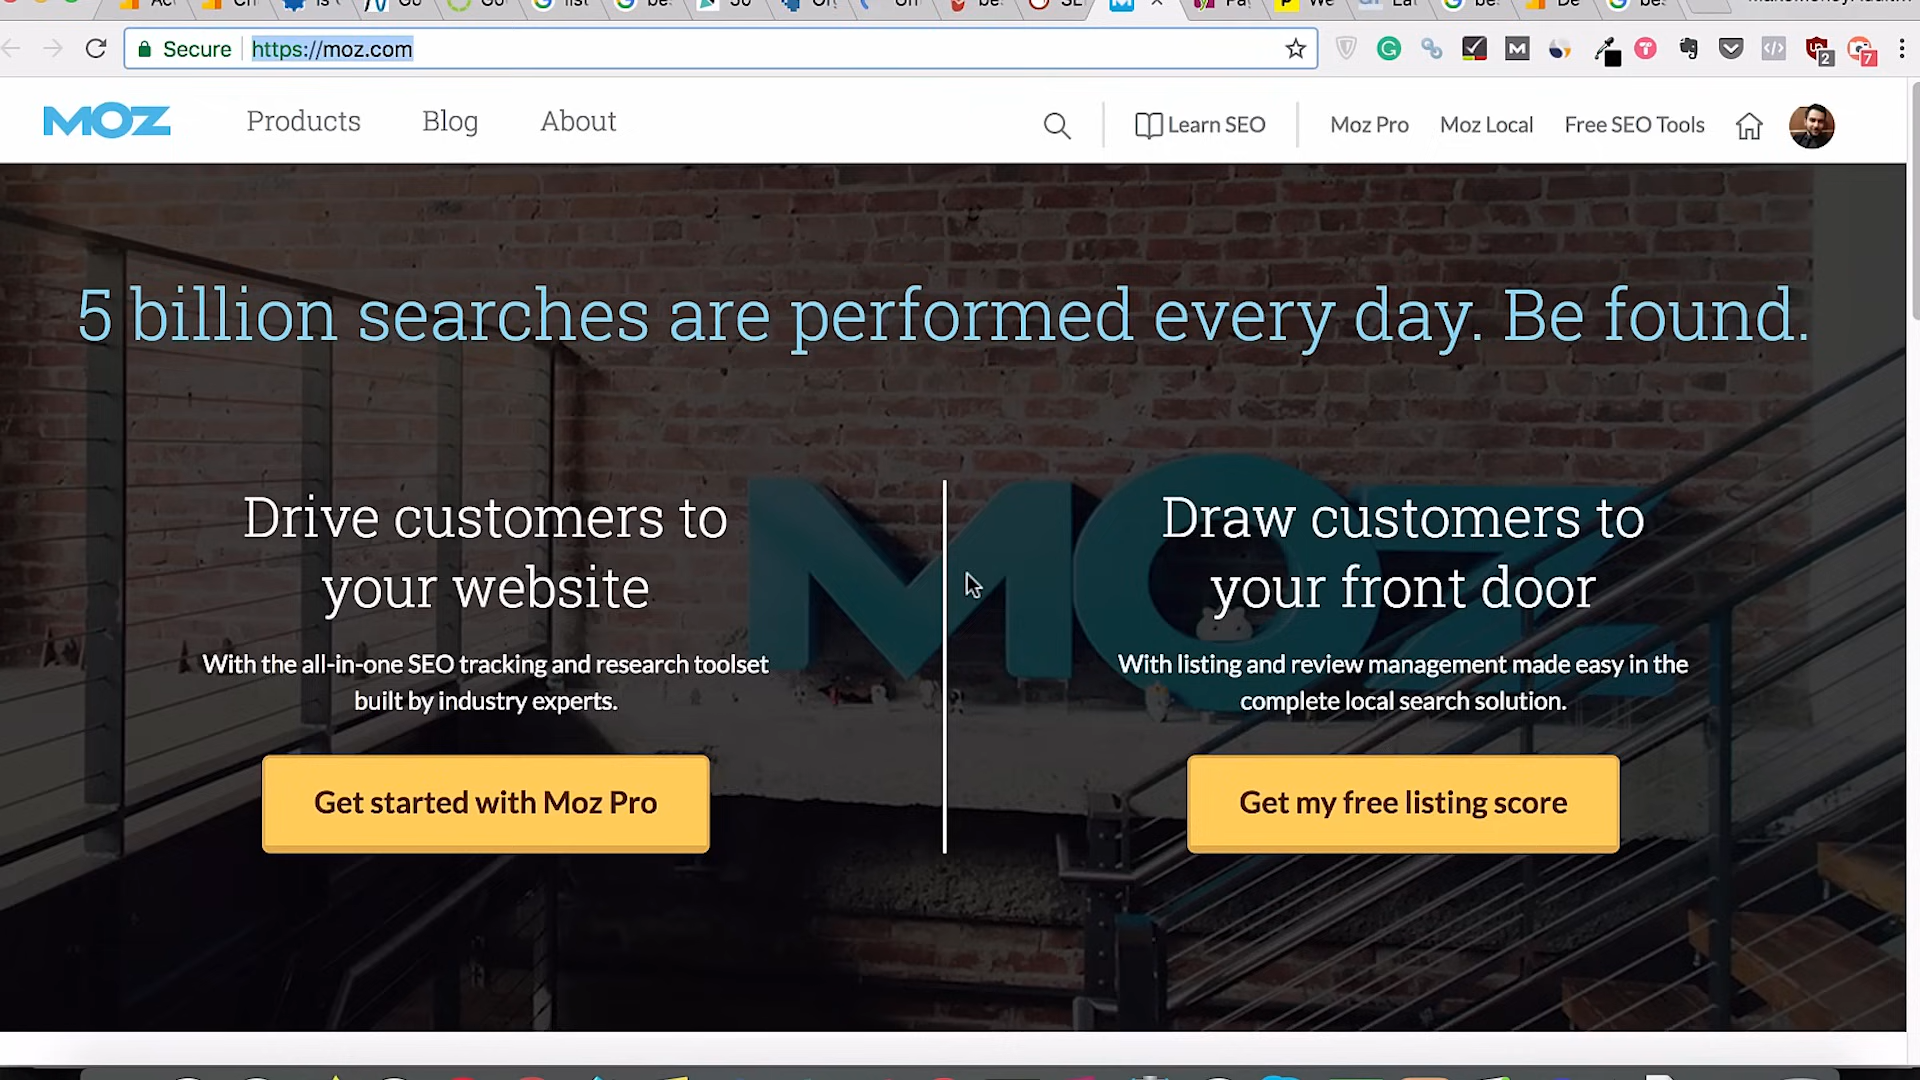 Secure https://moz.com
MOZ Products Blog About Learn SEO Moz Pro Moz Local Free SEO Tools
5 billion searches are performed every day. Be found.
Drive customers to
your website
With the all-in-one SEO tracking and research toolset
built by industry experts.
Get started with Moz Pro
Draw customers to
your front door
With listing and review management made easy in the
complete local search solution.
Get my free listing score
MOZ